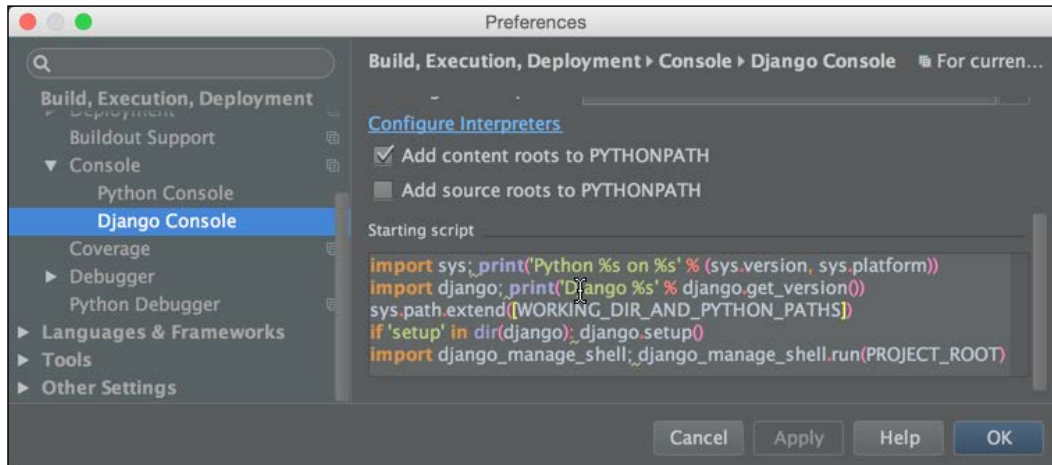 Preferences
Build, Execution, Deployment
Deployment
Buildout Support
Console
Python Console
Django Console
Coverage
Debugger
Python Debugger
Languages & Frameworks
Tools
Other Settings
Build, Execution, Deployment ▸ Console ▸ Django Console For curren...
Configure Interpreters
Add content roots to PYTHONPATH
Add source roots to PYTHONPATH
Starting script
import sys; print('Python %s on %s' % (sys.version, sys.platform))
import django; print('Django %s' % django.get_version())
sys.path.extend([WORKING_DIR_AND_PYTHON_PATHS])
if 'setup' in dir(django): django.setup()
import django_manage_shell; django_manage_shell.run(PROJECT_ROOT)
Cancel Apply Help OK